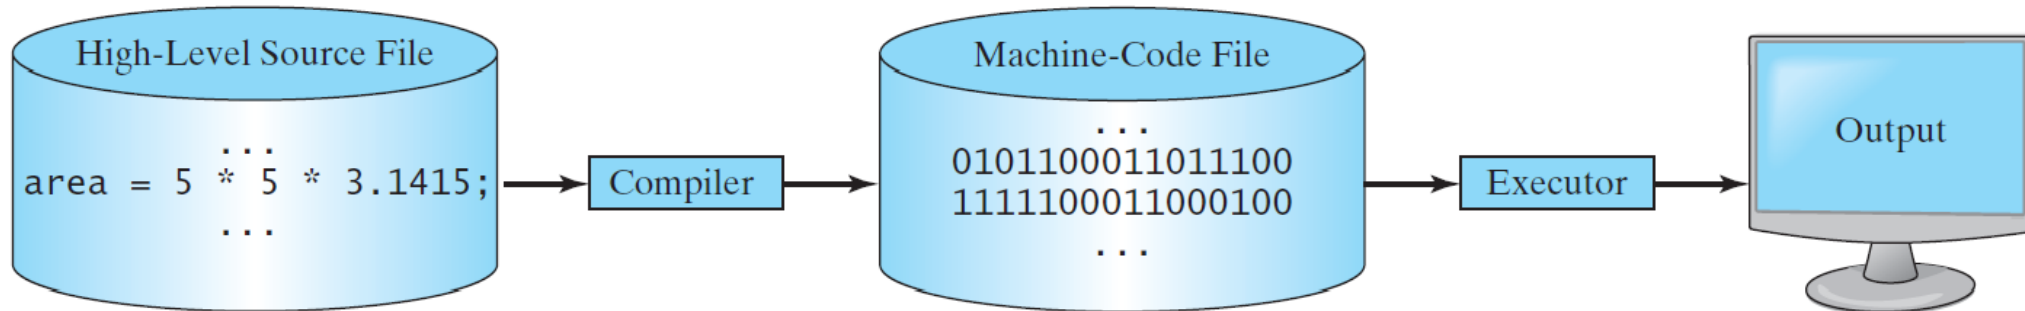 High-Level Source File
...
area = 5 * 5 * 3.1415;
...
Compiler
Machine-Code File
...
0101100011011100
1111100011000100
...
Executor
Output